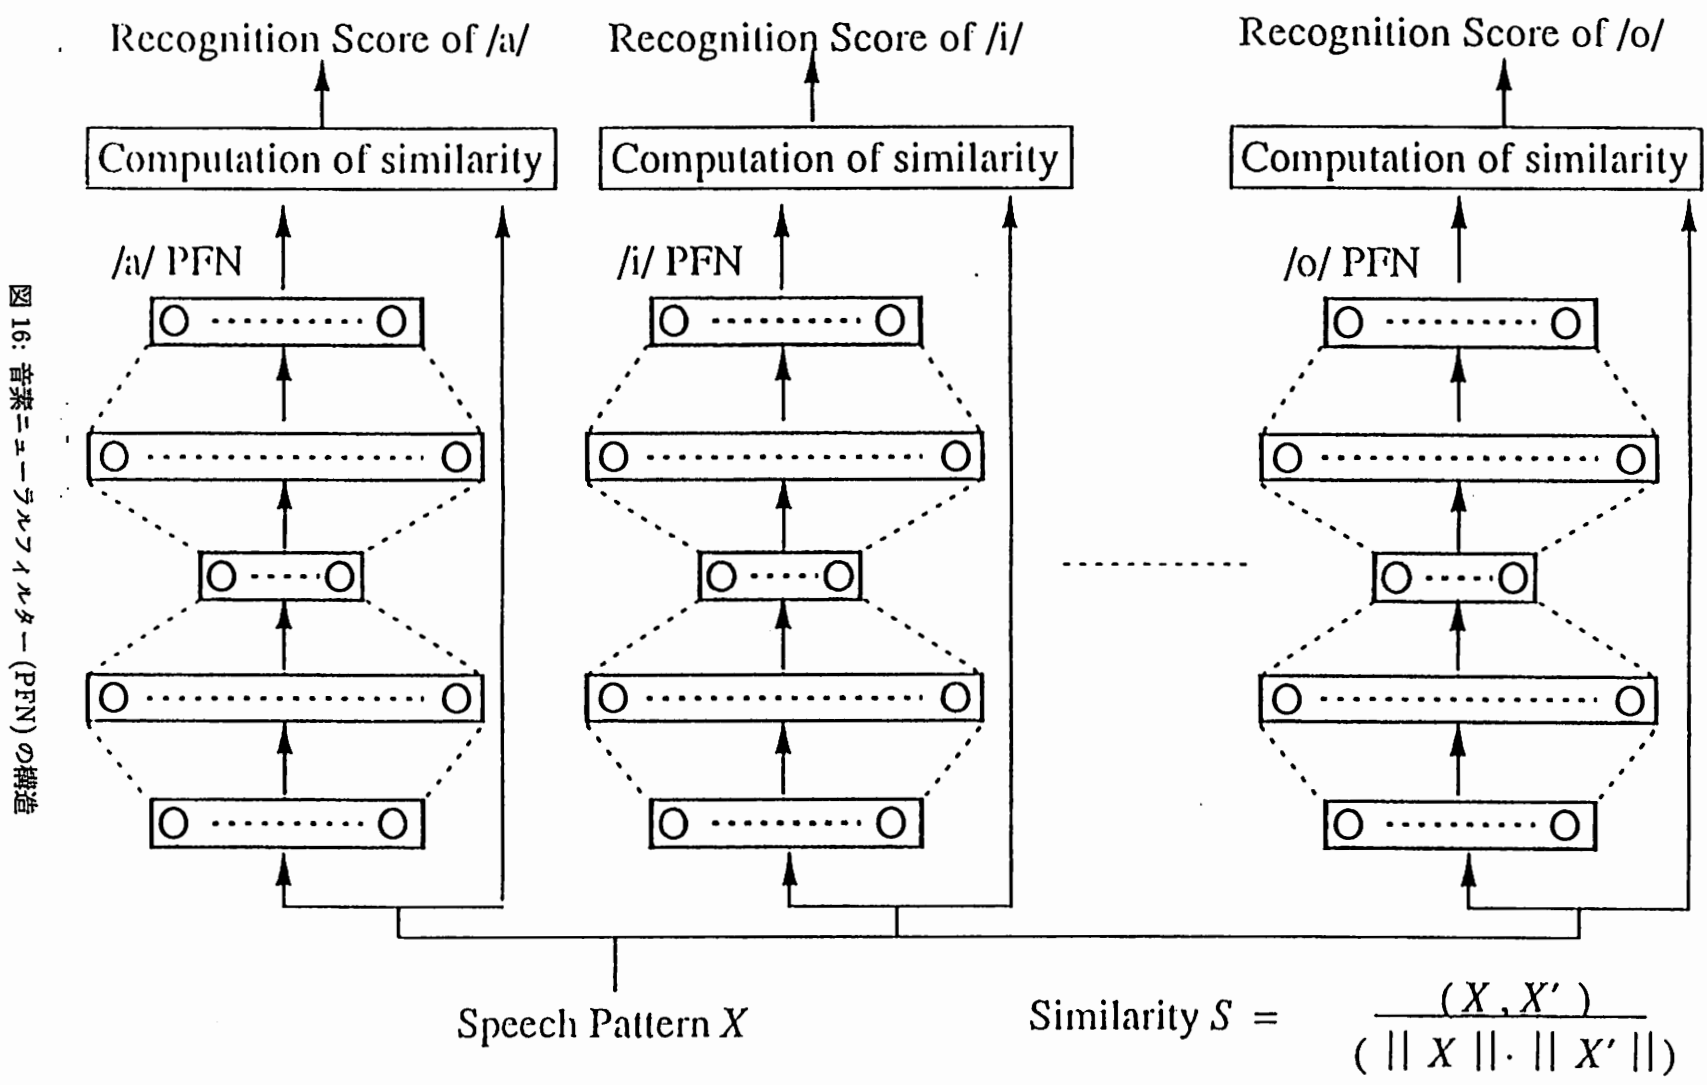 Recognition Score of /a/
Recognition Score of /i/
Recognition Score of /o/
Computation of similarity
Computation of similarity
Computation of similarity
/a/ PFN
/i/ PFN
/o/ PFN
Speech Pattern X
Similarity S = (X, X') / (|| X || · || X' ||)
図 16: 音素ニューラルフィルター (PFN) の構造